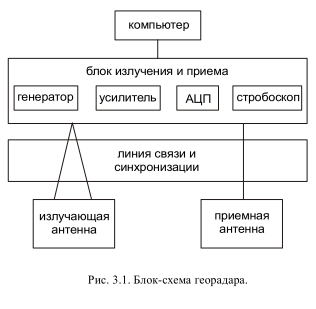 компьютер
блок излучения и приема
генератор усилитель АЦП стробоскоп
линия связи и
синхронизации
излучающая
антенна
приемная
антенна
Рис. 3.1. Блок-схема георадара.